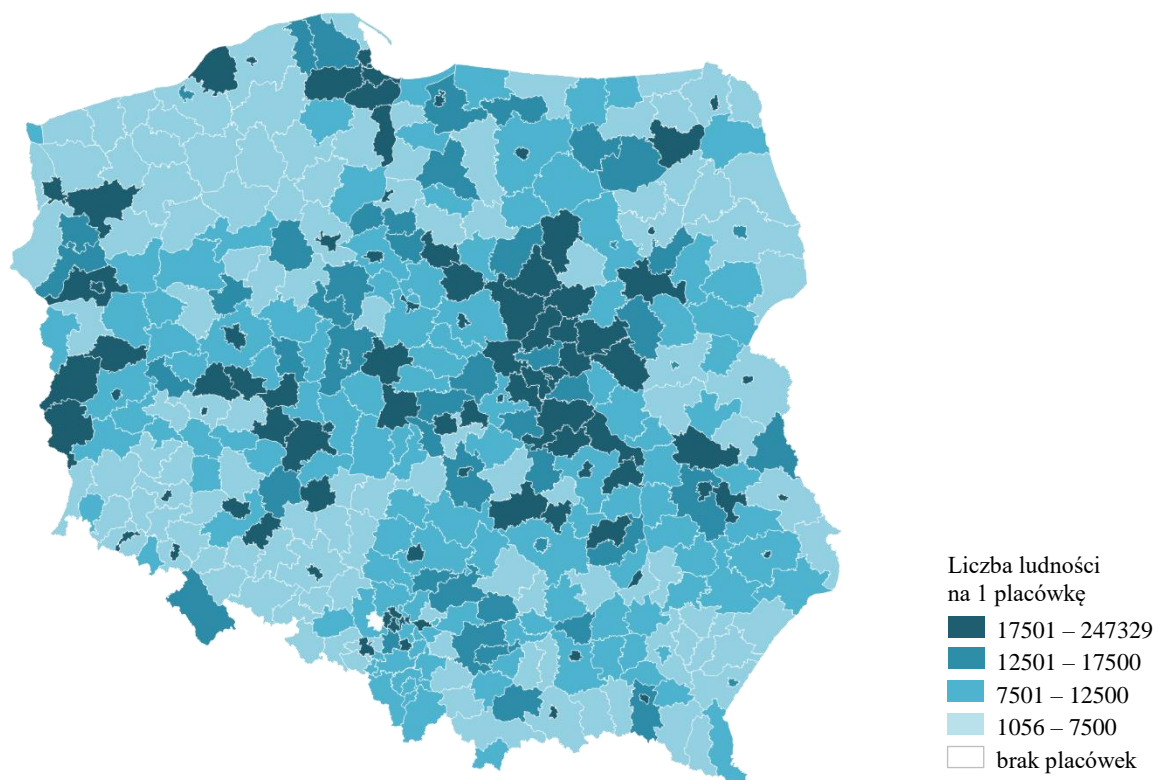 Liczba ludności
na 1 placówkę
17501 – 247329
12501 – 17500
7501 – 12500
1056 – 7500
brak placówek